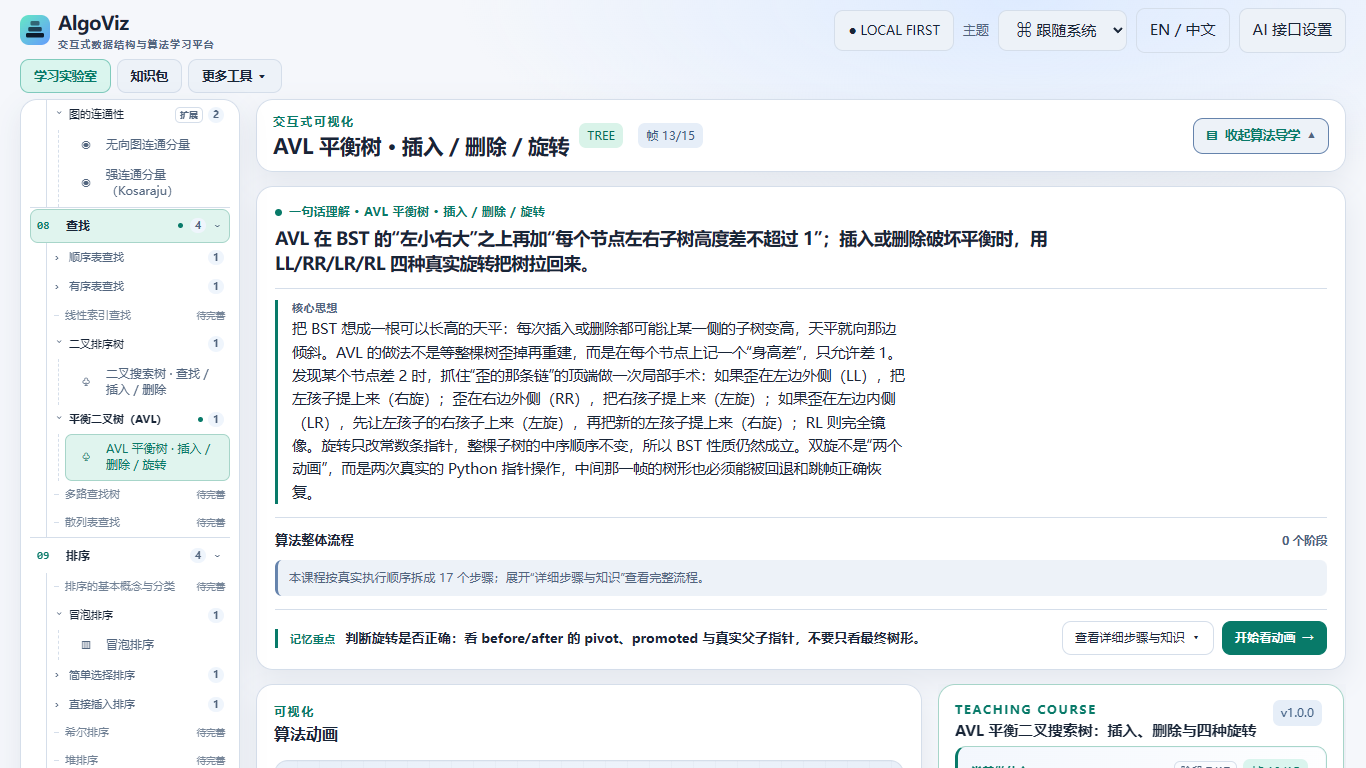 AlgoViz
交互式数据结构与算法学习平台
● LOCAL FIRST
主题
⌘ 跟随系统
EN / 中文
AI 接口设置
学习实验室
知识包
更多工具
图的连通性 扩展 2
无向图连通分量
强连通分量
（Kosaraju）
08 查找 4
顺序表查找 1
有序表查找 1
线性索引查找 待完善
二叉排序树 1
二叉搜索树 · 查找 /
插入 / 删除
平衡二叉树（AVL） 1
AVL 平衡树 · 插入 /
删除 / 旋转
多路查找树 待完善
散列表查找 待完善
09 排序 4
排序的基本概念与分类 待完善
冒泡排序 1
冒泡排序
简单选择排序 1
直接插入排序 1
希尔排序 待完善
堆排序 待完善
交互式可视化
AVL 平衡树 · 插入 / 删除 / 旋转
TREE
帧 13/15
收起算法导学 ▲
一句话理解 • AVL 平衡树 · 插入 / 删除 / 旋转
AVL 在 BST 的“左小右大”之上再加“每个节点左右子树高度差不超过 1”；插入或删除破坏平衡时，用
LL/RR/LR/RL 四种真实旋转把树拉回来。
核心思想
把 BST 想成一根可以长高的天平：每次插入或删除都可能让某一侧的子树变高，天平就向那边
倾斜。AVL 的做法不是等整棵树歪掉再重建，而是在每个节点上记一个“身高差”，只允许差 1。
发现某个节点差 2 时，抓住“歪的那条链”的顶端做一次局部手术：如果歪在左边外侧（LL），把
左孩子提上来（右旋）；歪在右边外侧（RR），把右孩子提上来（左旋）；如果歪在左边内侧
（LR），先让左孩子的右孩子上来（左旋），再把新的左孩子提上来（右旋）；RL 则完全镜
像。旋转只改常数条指针，整棵子树的中序顺序不变，所以 BST 性质仍然成立。双旋不是“两个
动画”，而是两次真实的 Python 指针操作，中间那一帧的树形也必须能被回退和跳帧正确恢
复。
算法整体流程
0 个阶段
本课程按真实执行顺序拆成 17 个步骤；展开“详细步骤与知识”查看完整流程。
记忆重点 判断旋转是否正确：看 before/after 的 pivot、promoted 与真实父子指针，不要只看最终树形。
查看详细步骤与知识
开始看动画 →
可视化
算法动画
TEACHING COURSE
AVL 平衡二叉搜索树：插入、删除与四种旋转
v1.0.0